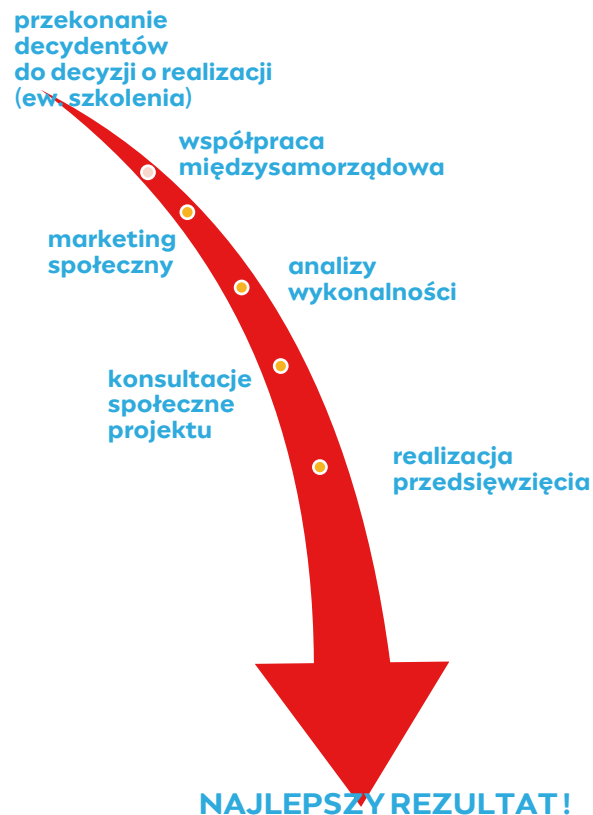 przekonanie
decydentów
do decyzji o realizacji
(ew. szkolenia)
współpraca
międzysamorządowa
marketing
społeczny
analizy
wykonalności
konsultacje
społeczne
projektu
realizacja
przedsięwzięcia
NAJLEPSZY REZULTAT!